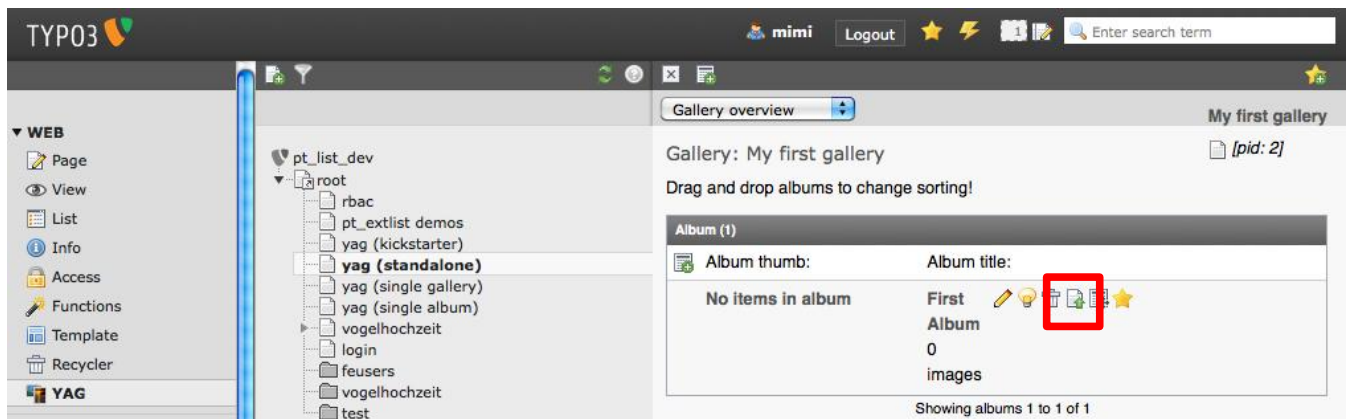 TYPO3
mimi
Logout
1
Enter search term
Gallery overview
My first gallery
[pid: 2]
WEB
Page
View
List
Info
Access
Functions
Template
Recycler
YAG
pt_list_dev
root
rbac
pt_extlist demos
yag (kickstarter)
yag (standalone)
yag (single gallery)
yag (single album)
vogelhochzeit
login
feusers
vogelhochzeit
test
Gallery: My first gallery
Drag and drop albums to change sorting!
Album (1)
Album thumb: Album title:
No items in album First
Album
0
images
Showing albums 1 to 1 of 1